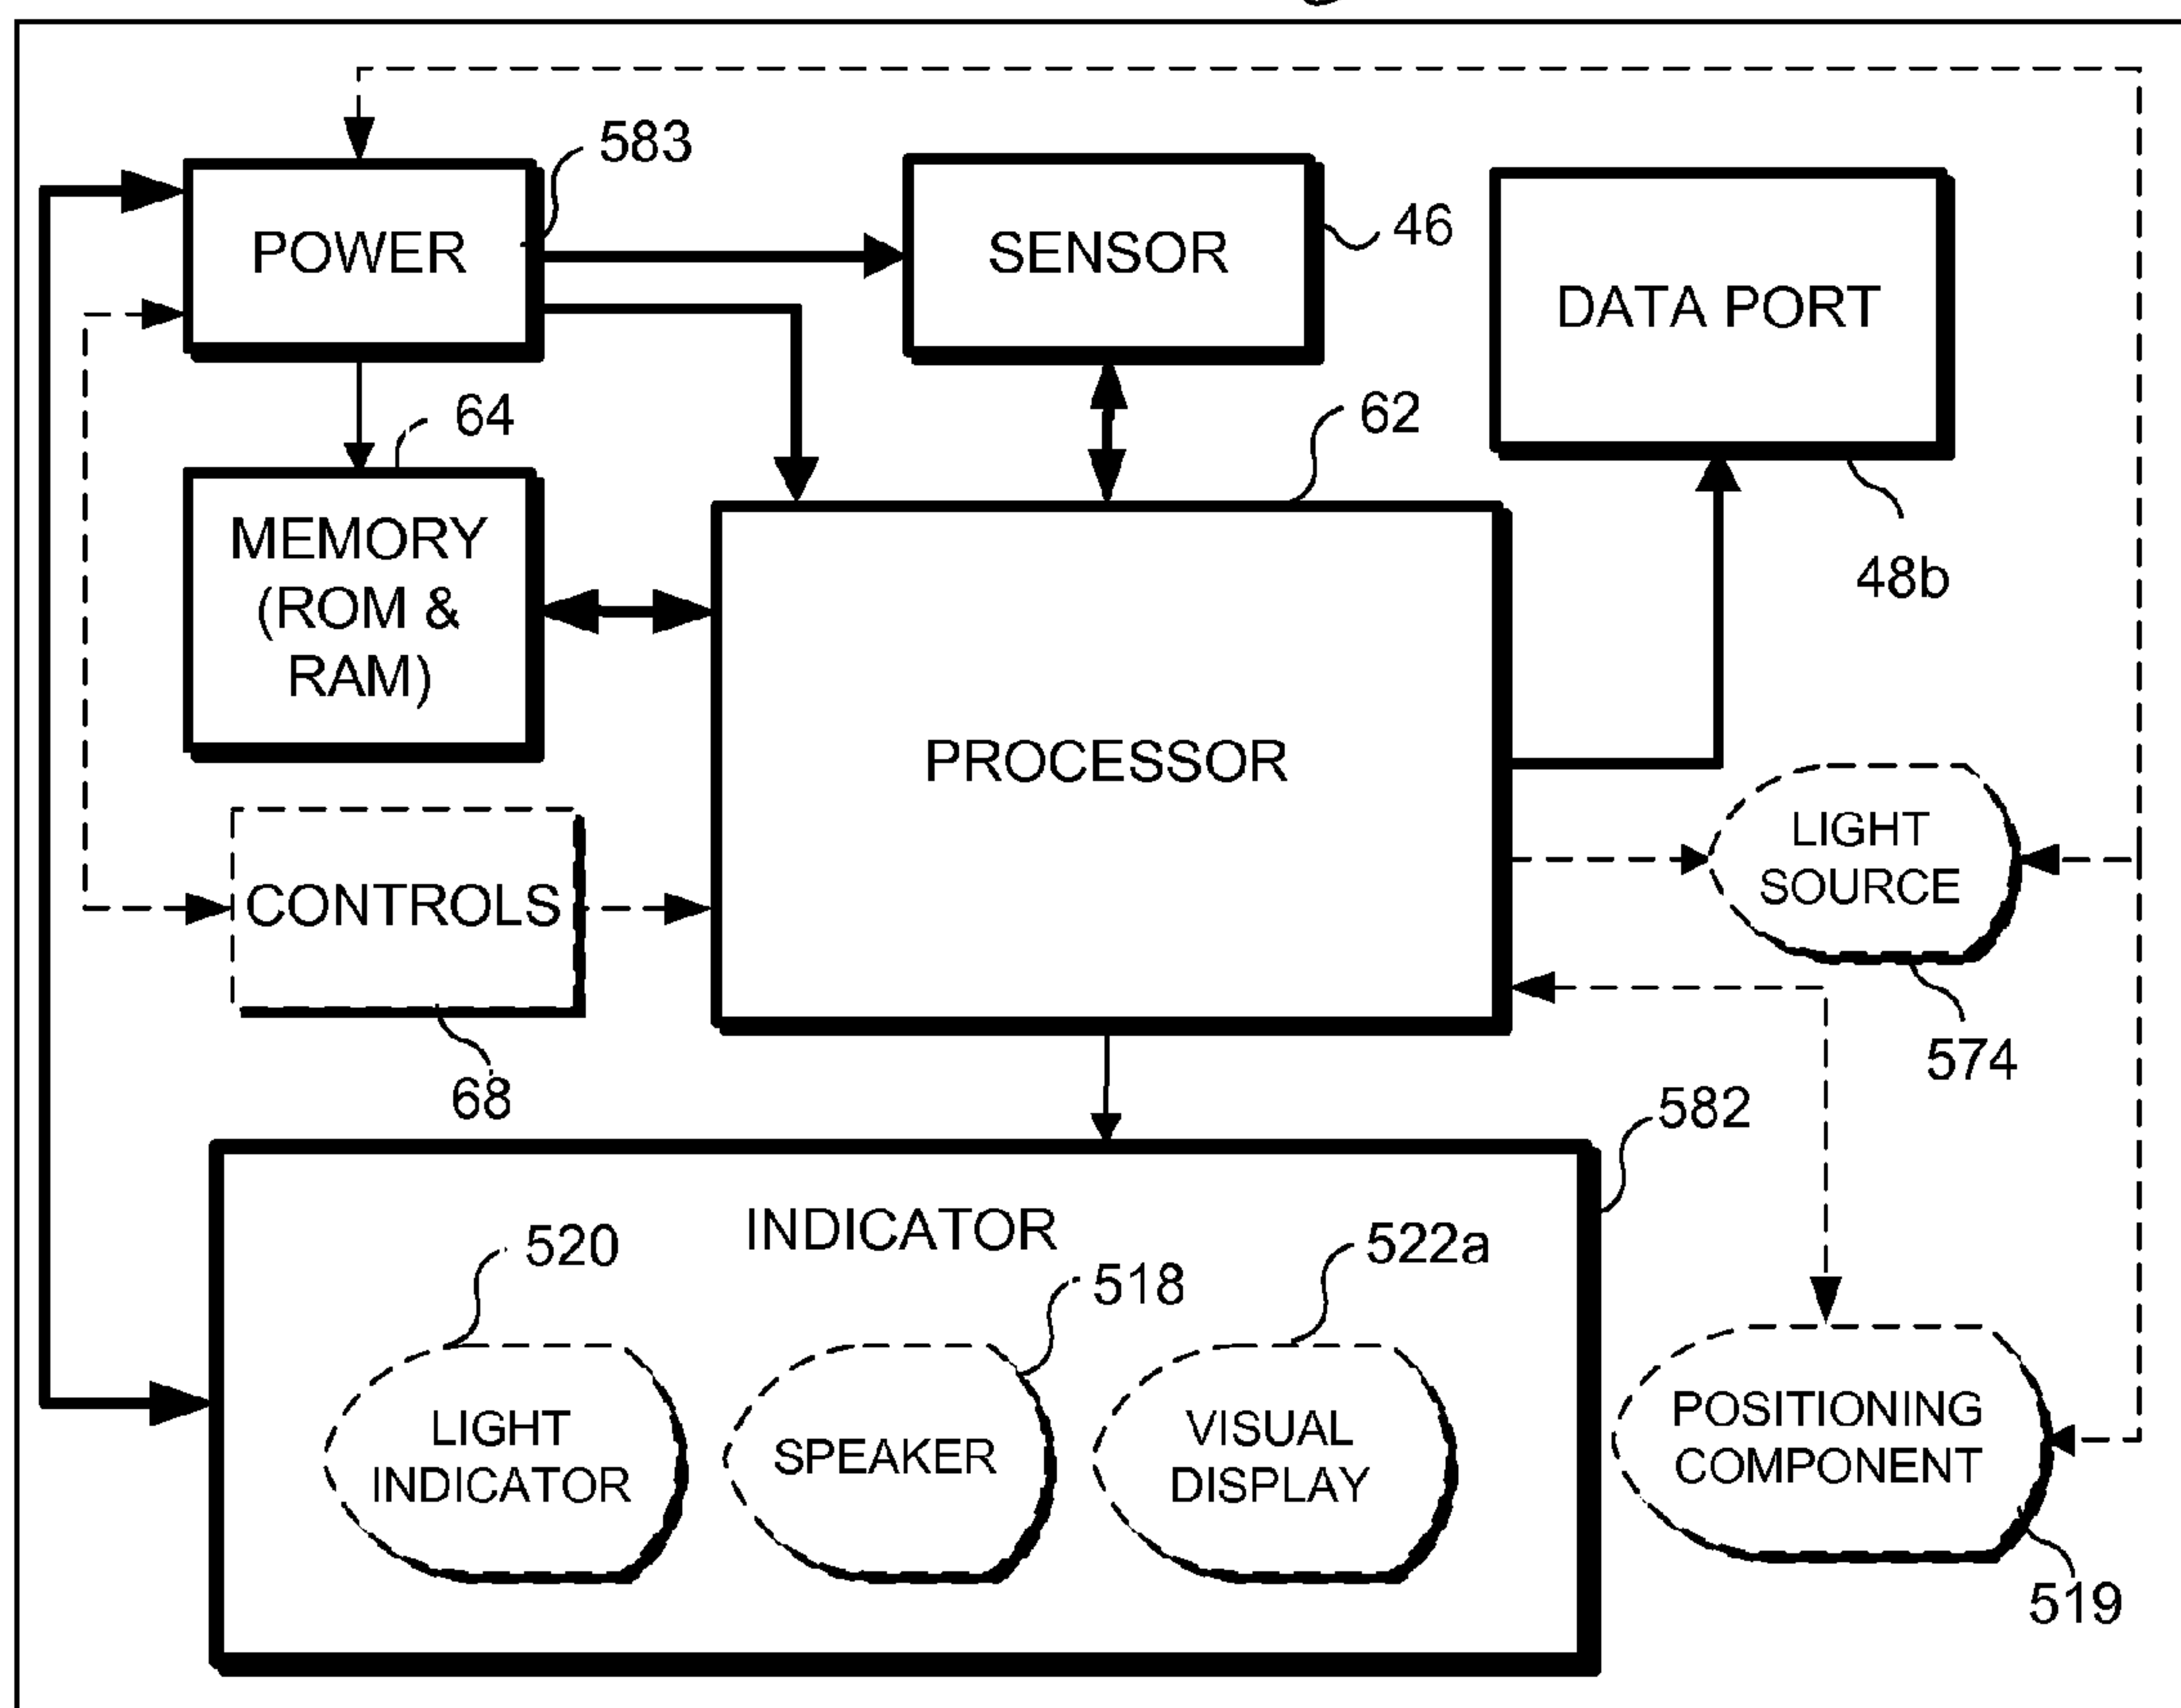 583
POWER
SENSOR
46
DATA PORT
64
62
MEMORY
(ROM &
RAM)
48b
PROCESSOR
LIGHT
SOURCE
CONTROLS
574
68
582
INDICATOR
520
518
522a
LIGHT
INDICATOR
SPEAKER
VISUAL
DISPLAY
POSITIONING
COMPONENT
519